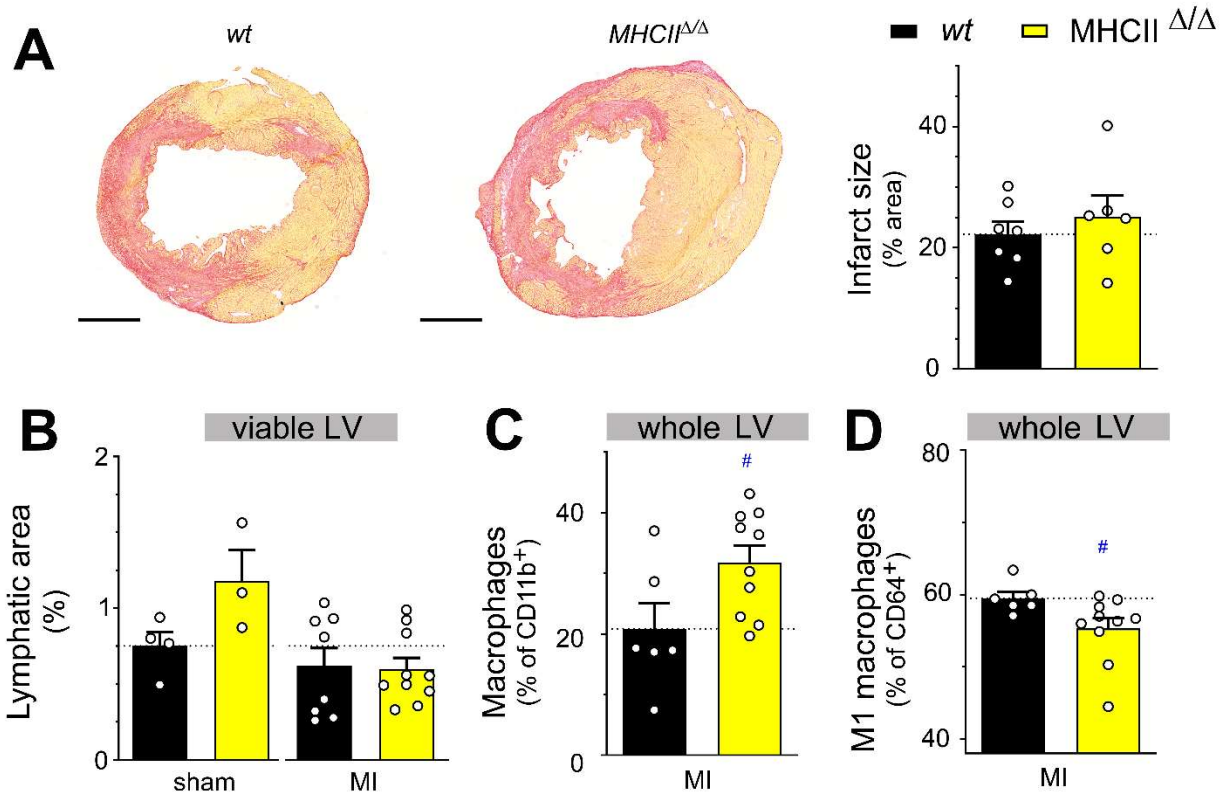 A
wt
MHCII Δ/Δ
wt MHCII Δ/Δ
Infarct size
(% area)
40
20
0
B
viable LV
Lymphatic area
(%)
2
1
0
sham MI
C
whole LV
Macrophages
(% of CD11b+)
#
40
20
0
MI
D
whole LV
M1 macrophages
(% of CD64+)
#
80
60
40
MI